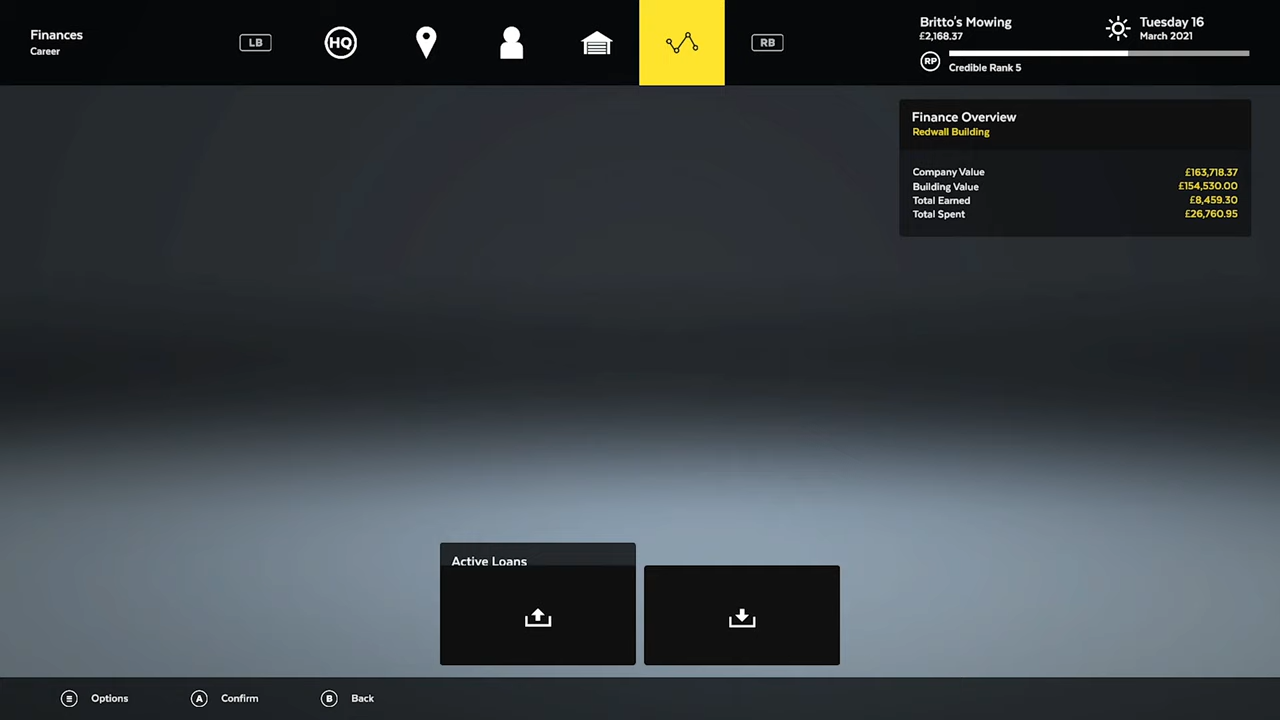 Finances
Career
LB
HQ
RB
Britto's Mowing
£2,168.37
Tuesday 16
March 2021
RP
Credible Rank 5
Finance Overview
Redwall Building
Company Value £163,718.37
Building Value £154,530.00
Total Earned £8,459.30
Total Spent £26,760.95
Active Loans
Options
A Confirm
B Back